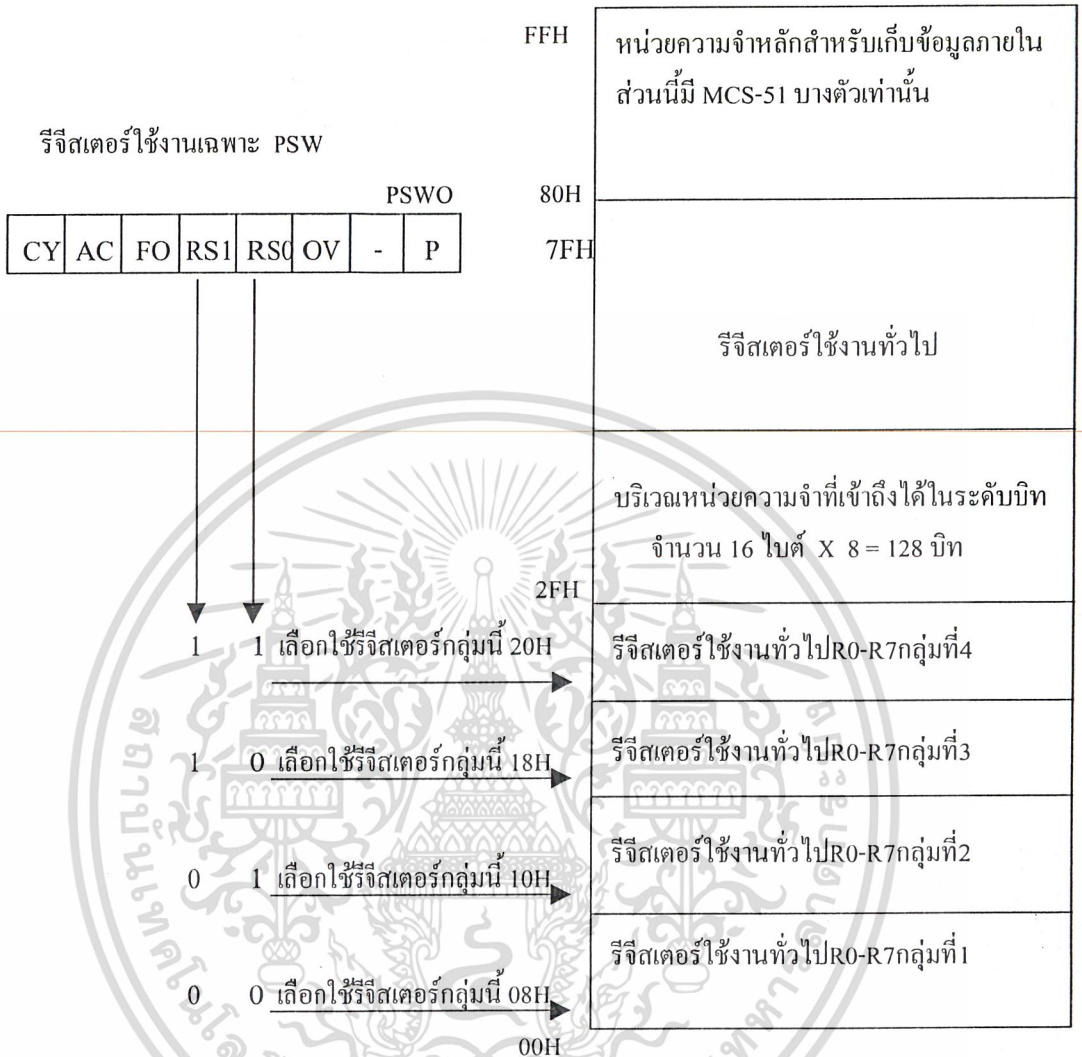 FFH
หน่วยความจำหลักสำหรับเก็บข้อมูลภายใน
ส่วนนี้มี MCS-51 บางตัวเท่านั้น
รีจีสเตอร์ใช้งานเฉพาะ PSW
PSWO
80H
CY AC FO RS1 RS0 OV - P
7FH
รีจีสเตอร์ใช้งานทั่วไป
บริเวณหน่วยความจำที่เข้าถึงได้ในระดับบิท
จำนวน 16 ไบต์ X 8 = 128 บิท
2FH
1 1 เลือกใช้รีจีสเตอร์กลุ่มนี้ 20H
รีจีสเตอร์ใช้งานทั่วไปR0-R7กลุ่มที่4
1 0 เลือกใช้รีจีสเตอร์กลุ่มนี้ 18H
รีจีสเตอร์ใช้งานทั่วไปR0-R7กลุ่มที่3
0 1 เลือกใช้รีจีสเตอร์กลุ่มนี้ 10H
รีจีสเตอร์ใช้งานทั่วไปR0-R7กลุ่มที่2
0 0 เลือกใช้รีจีสเตอร์กลุ่มนี้ 08H
รีจีสเตอร์ใช้งานทั่วไปR0-R7กลุ่มที่1
00H